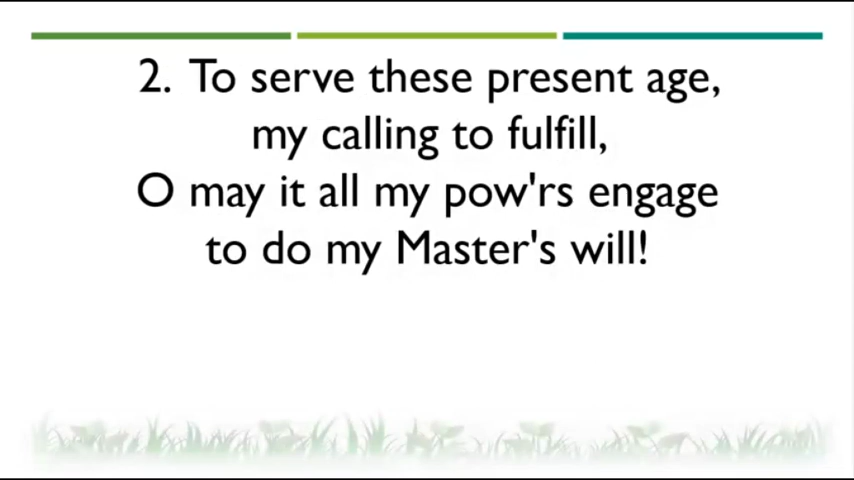 2. To serve these present age,
my calling to fulfill,
O may it all my pow'rs engage
to do my Master's will!